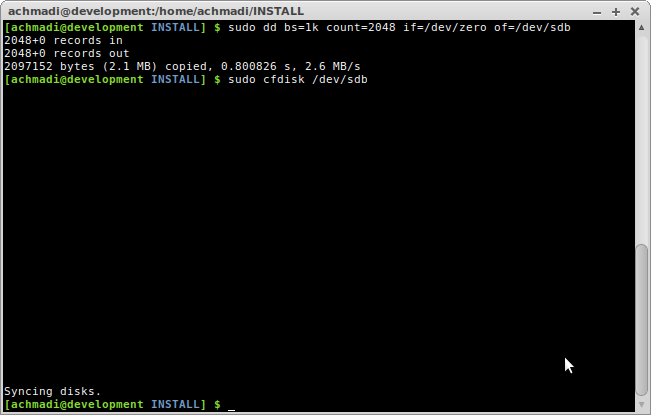 achmadi@development:/home/achmadi/INSTALL
[achmadi@development INSTALL] $ sudo dd bs=1k count=2048 if=/dev/zero of=/dev/sdb
2048+0 records in
2048+0 records out
2097152 bytes (2.1 MB) copied, 0.800826 s, 2.6 MB/s
[achmadi@development INSTALL] $ sudo cfdisk /dev/sdb
Syncing disks.
[achmadi@development INSTALL] $ _